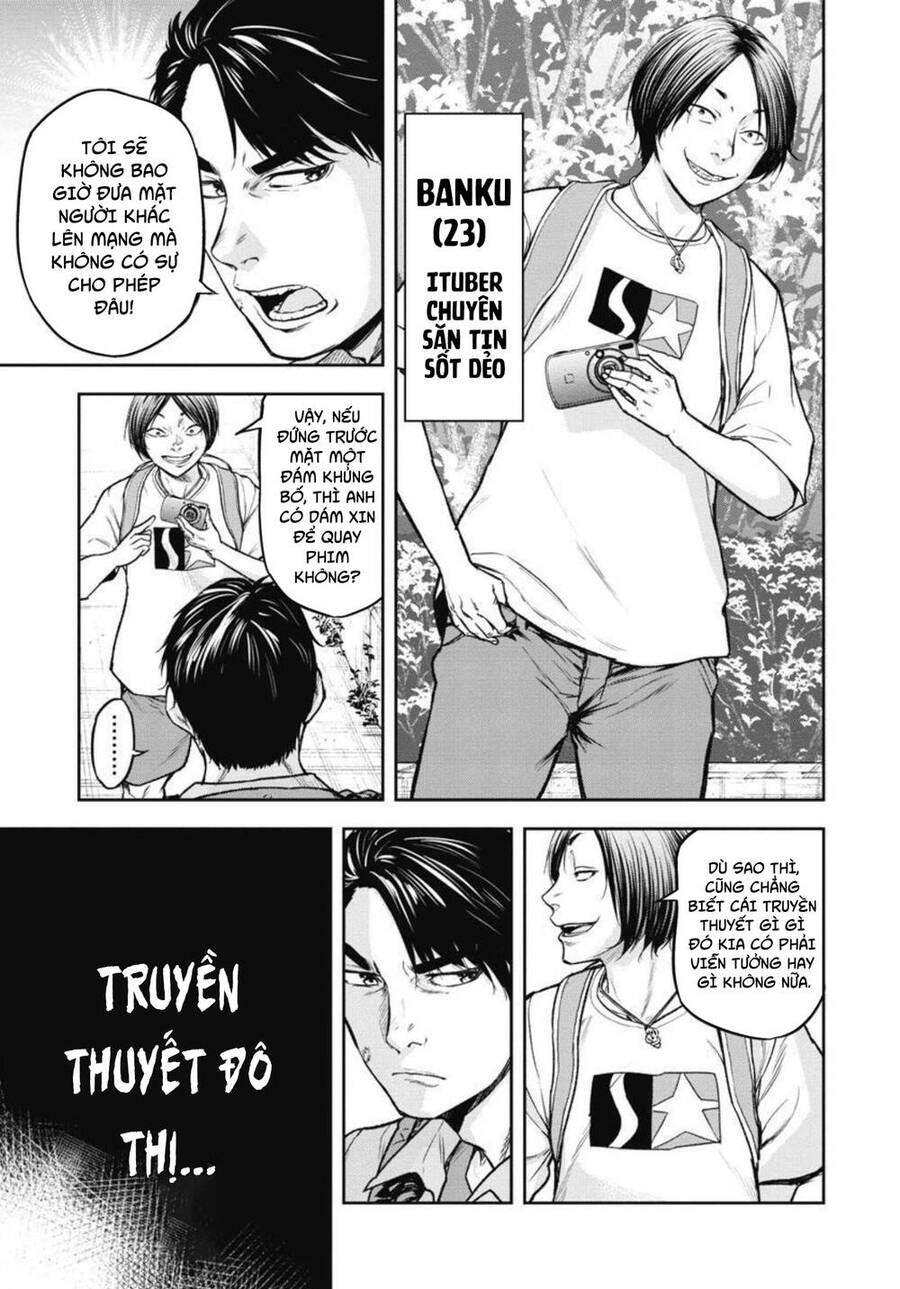 BANKU
(23)
ITUBER
CHUYÊN
SĂN TIN
SỐT DẺO
TÔI SẼ
KHÔNG BAO
GIỜ ĐƯA MẶT
NGƯỜI KHÁC
LÊN MẠNG MÀ
KHÔNG CÓ SỰ
CHO PHÉP
ĐÂU!
VẬY, NẾU
ĐỨNG TRƯỚC
MẶT MỘT
ĐÁM KHỦNG
BỐ, THÌ ANH
CÓ DÁM XIN
ĐỂ QUAY
PHIM
KHÔNG?
......
DÙ SAO THÌ,
CŨNG CHẲNG
BIẾT CÁI TRUYỀN
THUYẾT GÌ GÌ
ĐÓ KIA CÓ PHẢI
VIỄN TƯỞNG HAY
GÌ KHÔNG NỮA.
TRUYỀN
THUYẾT ĐÔ
THỊ...